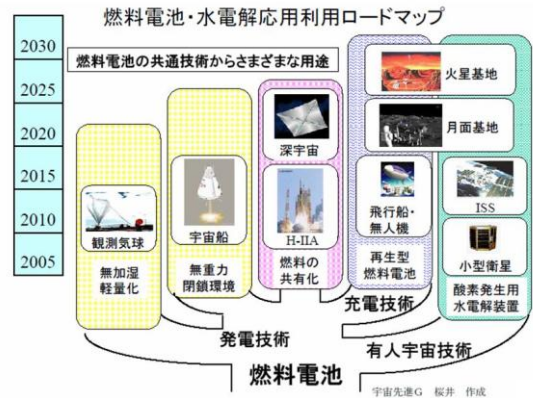 燃料電池・水電解応用利用ロードマップ
2030
2025
2020
2015
2010
2005
燃料電池の共通技術からさまざまな用途
火星基地
月面基地
深宇宙
観測気球
宇宙船
H-IIA
飛行船・
無人機
ISS
小型衛星
無加湿
軽量化
無重力
閉鎖環境
燃料の
共有化
再生型
燃料電池
酸素発生用
水電解装置
充電技術
発電技術
有人宇宙技術
燃料電池
宇宙先進G 桜井 作成